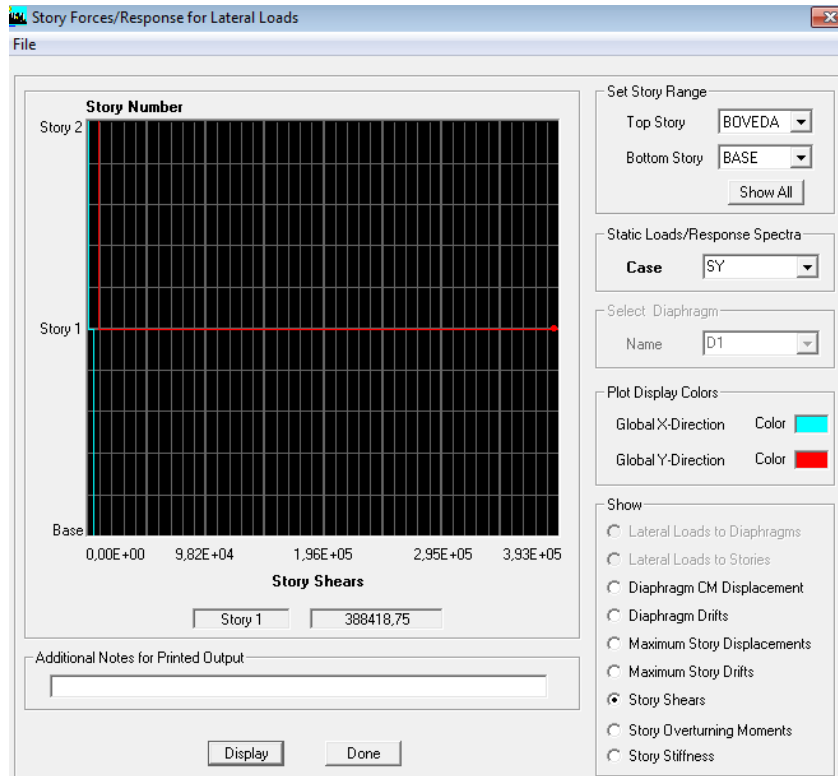 Story Forces/Response for Lateral Loads
File
Story Number
Story 2
Story 1
Base
0,00E+00 9,82E+04 1,96E+05 2,95E+05 3,93E+05
Story Shears
Story 1 388418,75
Additional Notes for Printed Output
Display Done
Set Story Range
Top Story BOVEDA
Bottom Story BASE
Show All
Static Loads/Response Spectra
Case SY
Select Diaphragm
Name D1
Plot Display Colors
Global X-Direction Color
Global Y-Direction Color
Show
Lateral Loads to Diaphragms
Lateral Loads to Stories
Diaphragm CM Displacement
Diaphragm Drifts
Maximum Story Displacements
Maximum Story Drifts
Story Shears
Story Overturning Moments
Story Stiffness